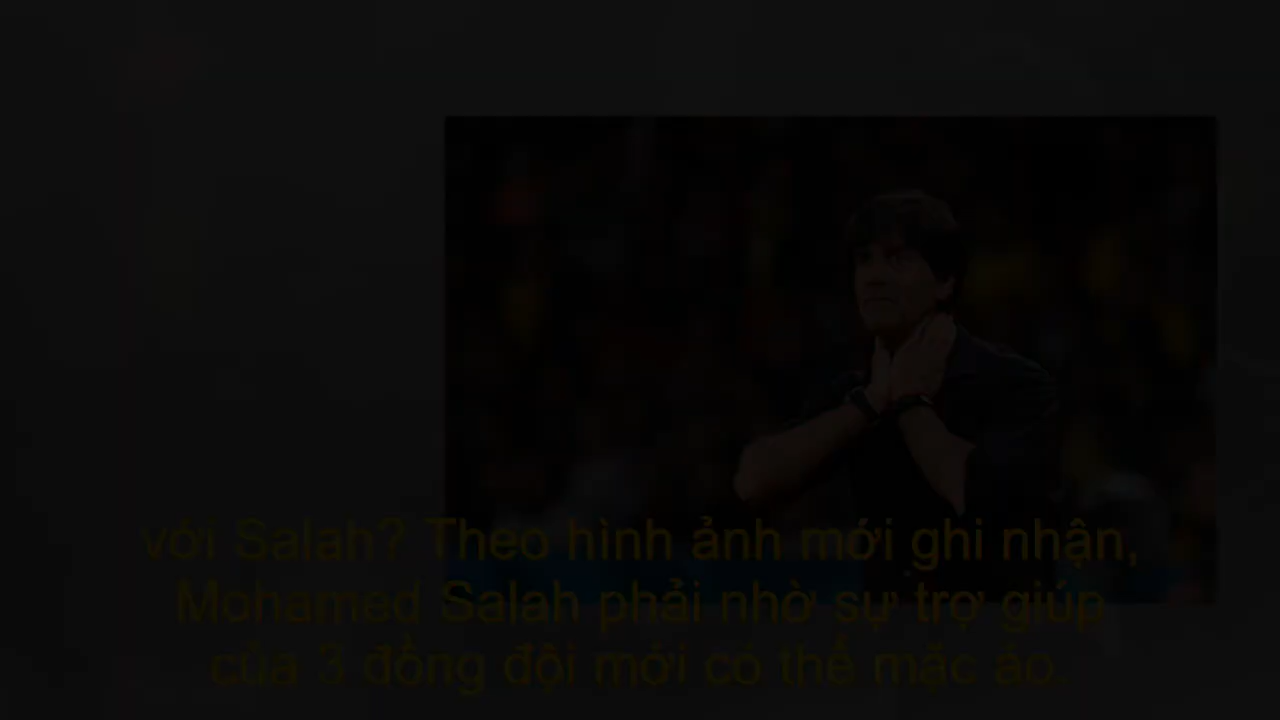 với Salah? Theo hình ảnh mới ghi nhận,
Mohamed Salah phải nhờ sự trợ giúp
của 3 đồng đội mới có thể mặc áo.